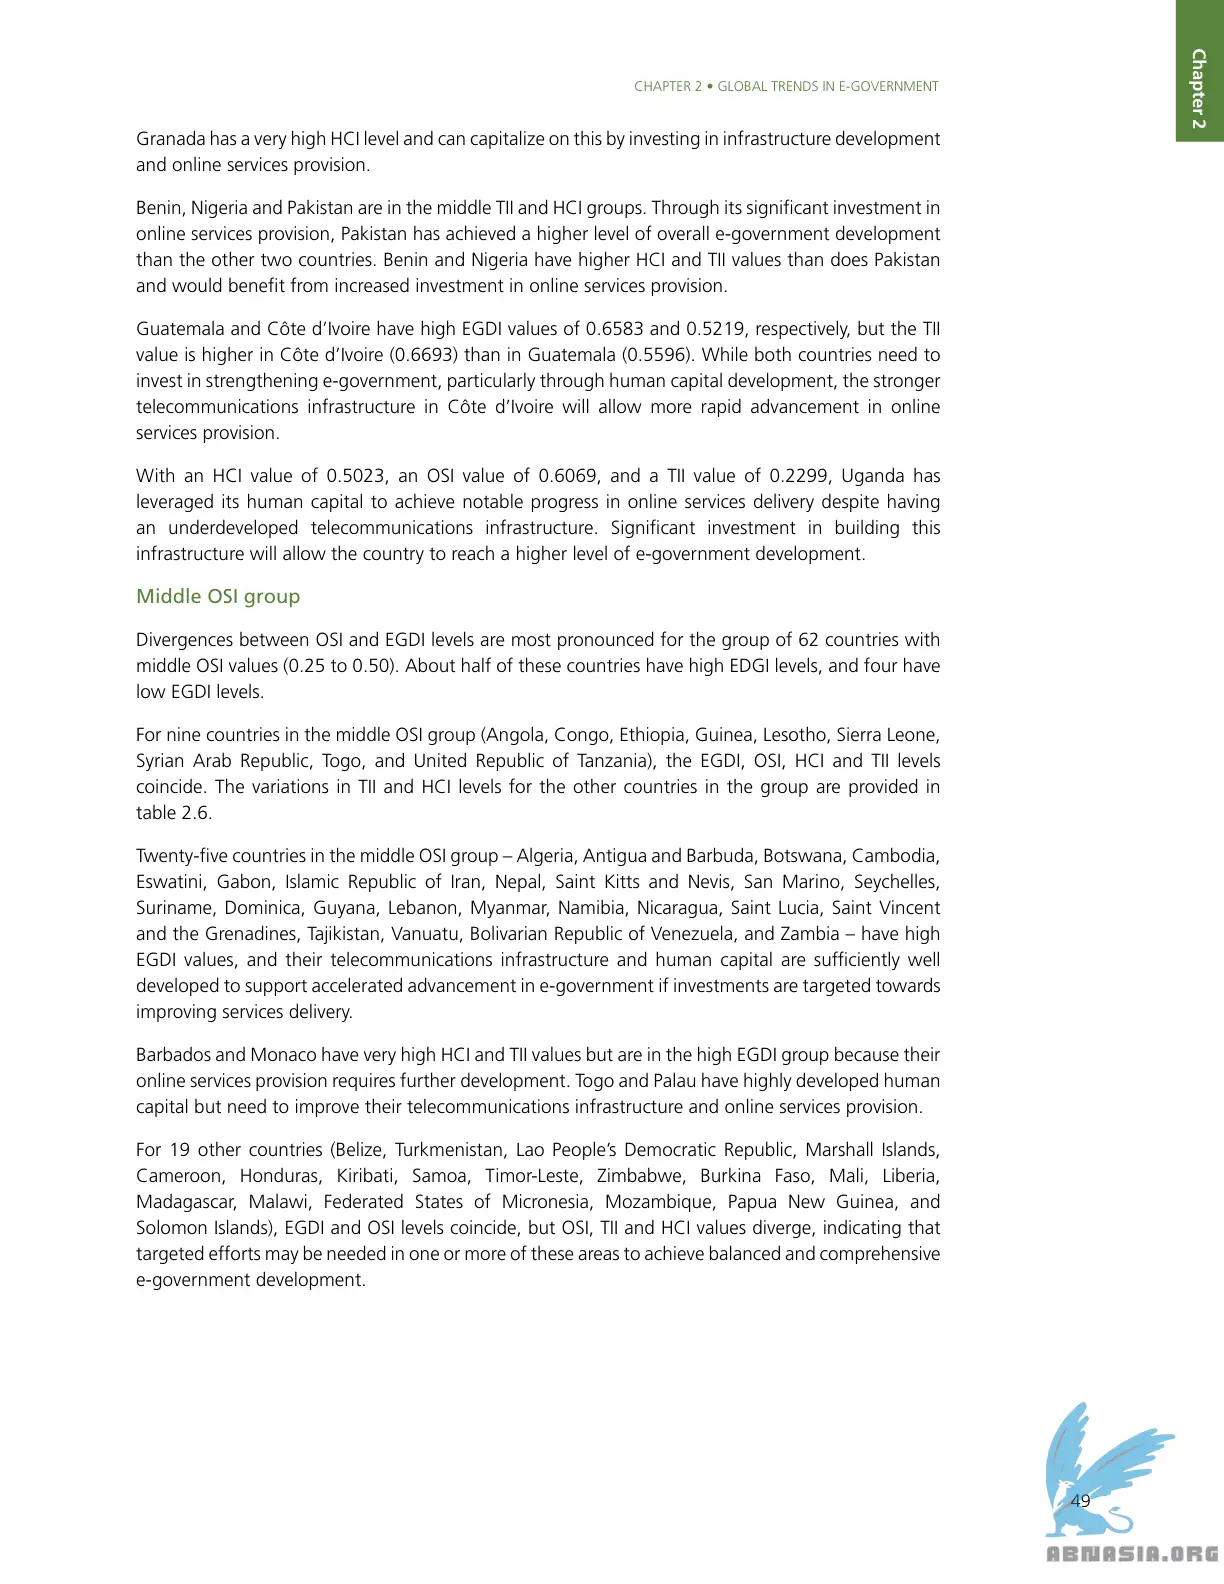 Chapter 2
CHAPTER 2 • GLOBAL TRENDS IN E-GOVERNMENT
Granada has a very high HCI level and can capitalize on this by investing in infrastructure development
and online services provision.
Benin, Nigeria and Pakistan are in the middle TII and HCI groups. Through its significant investment in
online services provision, Pakistan has achieved a higher level of overall e-government development
than the other two countries. Benin and Nigeria have higher HCI and TII values than does Pakistan
and would benefit from increased investment in online services provision.
Guatemala and Côte d’Ivoire have high EGDI values of 0.6583 and 0.5219, respectively, but the TII
value is higher in Côte d’Ivoire (0.6693) than in Guatemala (0.5596). While both countries need to
invest in strengthening e-government, particularly through human capital development, the stronger
telecommunications infrastructure in Côte d’Ivoire will allow more rapid advancement in online
services provision.
With an HCI value of 0.5023, an OSI value of 0.6069, and a TII value of 0.2299, Uganda has
leveraged its human capital to achieve notable progress in online services delivery despite having
an underdeveloped telecommunications infrastructure. Significant investment in building this
infrastructure will allow the country to reach a higher level of e-government development.
Middle OSI group
Divergences between OSI and EGDI levels are most pronounced for the group of 62 countries with
middle OSI values (0.25 to 0.50). About half of these countries have high EDGI levels, and four have
low EGDI levels.
For nine countries in the middle OSI group (Angola, Congo, Ethiopia, Guinea, Lesotho, Sierra Leone,
Syrian Arab Republic, Togo, and United Republic of Tanzania), the EGDI, OSI, HCI and TII levels
coincide. The variations in TII and HCI levels for the other countries in the group are provided in
table 2.6.
Twenty-five countries in the middle OSI group – Algeria, Antigua and Barbuda, Botswana, Cambodia,
Eswatini, Gabon, Islamic Republic of Iran, Nepal, Saint Kitts and Nevis, San Marino, Seychelles,
Suriname, Dominica, Guyana, Lebanon, Myanmar, Namibia, Nicaragua, Saint Lucia, Saint Vincent
and the Grenadines, Tajikistan, Vanuatu, Bolivarian Republic of Venezuela, and Zambia – have high
EGDI values, and their telecommunications infrastructure and human capital are sufficiently well
developed to support accelerated advancement in e-government if investments are targeted towards
improving services delivery.
Barbados and Monaco have very high HCI and TII values but are in the high EGDI group because their
online services provision requires further development. Togo and Palau have highly developed human
capital but need to improve their telecommunications infrastructure and online services provision.
For 19 other countries (Belize, Turkmenistan, Lao People’s Democratic Republic, Marshall Islands,
Cameroon, Honduras, Kiribati, Samoa, Timor-Leste, Zimbabwe, Burkina Faso, Mali, Liberia,
Madagascar, Malawi, Federated States of Micronesia, Mozambique, Papua New Guinea, and
Solomon Islands), EGDI and OSI levels coincide, but OSI, TII and HCI values diverge, indicating that
targeted efforts may be needed in one or more of these areas to achieve balanced and comprehensive
e-government development.
49
ABNASIA.ORG